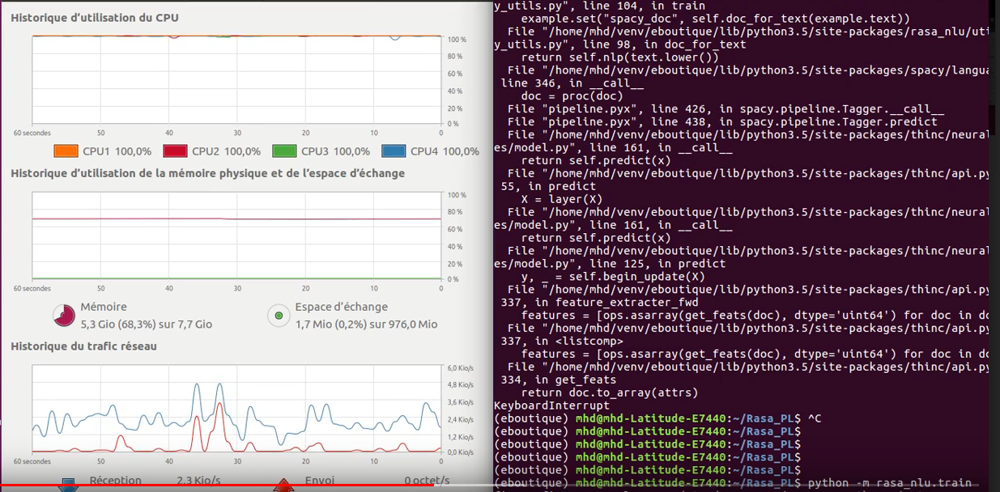 Historique d'utilisation du CPU
100 %
80 %
60 %
40 %
20 %
0 %
60 secondes 50 40 30 20 10 0
CPU1 100,0% CPU2 100,0% CPU3 100,0% CPU4 100,0%
Historique d'utilisation de la mémoire physique et de l'espace d'échange
100 %
80 %
60 %
40 %
20 %
0 %
60 secondes 50 40 30 20 10 0
Mémoire
5,3 Gio (68,3%) sur 7,7 Gio
Espace d'échange
1,7 Mio (0,2%) sur 976,0 Mio
Historique du trafic réseau
6,0 Kio/s
4,8 Kio/s
3,6 Kio/s
2,4 Kio/s
1,2 Kio/s
0,0 Kio/s
60 secondes 50 40 30 20 10 0
Réception 2,3 Kio/s Envoi 0 octet/s
y_utils.py", line 104, in train
example.set("spacy_doc", self.doc_for_text(example.text))
File "/home/mhd/venv/eboutique/lib/python3.5/site-packages/rasa_nlu/uti
y_utils.py", line 98, in doc_for_text
return self.nlp(text.lower())
File "/home/mhd/venv/eboutique/lib/python3.5/site-packages/spacy/langua
line 346, in __call__
doc = proc(doc)
File "pipeline.pyx", line 426, in spacy.pipeline.Tagger.__call__
File "pipeline.pyx", line 438, in spacy.pipeline.Tagger.predict
File "/home/mhd/venv/eboutique/lib/python3.5/site-packages/thinc/neural
es/model.py", line 161, in __call__
return self.predict(x)
File "/home/mhd/venv/eboutique/lib/python3.5/site-packages/thinc/api.py
55, in predict
X = layer(X)
File "/home/mhd/venv/eboutique/lib/python3.5/site-packages/thinc/neural
es/model.py", line 161, in __call__
return self.predict(x)
File "/home/mhd/venv/eboutique/lib/python3.5/site-packages/thinc/neural
es/model.py", line 125, in predict
y, _ = self.begin_update(X)
File "/home/mhd/venv/eboutique/lib/python3.5/site-packages/thinc/api.py
337, in feature_extracter_fwd
features = [ops.asarray(get_feats(doc), dtype='uint64') for doc in do
File "/home/mhd/venv/eboutique/lib/python3.5/site-packages/thinc/api.py
337, in <listcomp>
features = [ops.asarray(get_feats(doc), dtype='uint64') for doc in do
File "/home/mhd/venv/eboutique/lib/python3.5/site-packages/thinc/api.py
334, in get_feats
return doc.to_array(attrs)
KeyboardInterrupt
(eboutique) mhd@mhd-Latitude-E7440:~/Rasa_PL$ ^C
(eboutique) mhd@mhd-Latitude-E7440:~/Rasa_PL$
(eboutique) mhd@mhd-Latitude-E7440:~/Rasa_PL$
(eboutique) mhd@mhd-Latitude-E7440:~/Rasa_PL$
(eboutique) mhd@mhd-Latitude-E7440:~/Rasa_PL$
(eboutique) mhd@mhd-Latitude-E7440:~/Rasa_PL$ python -m rasa_nlu.train